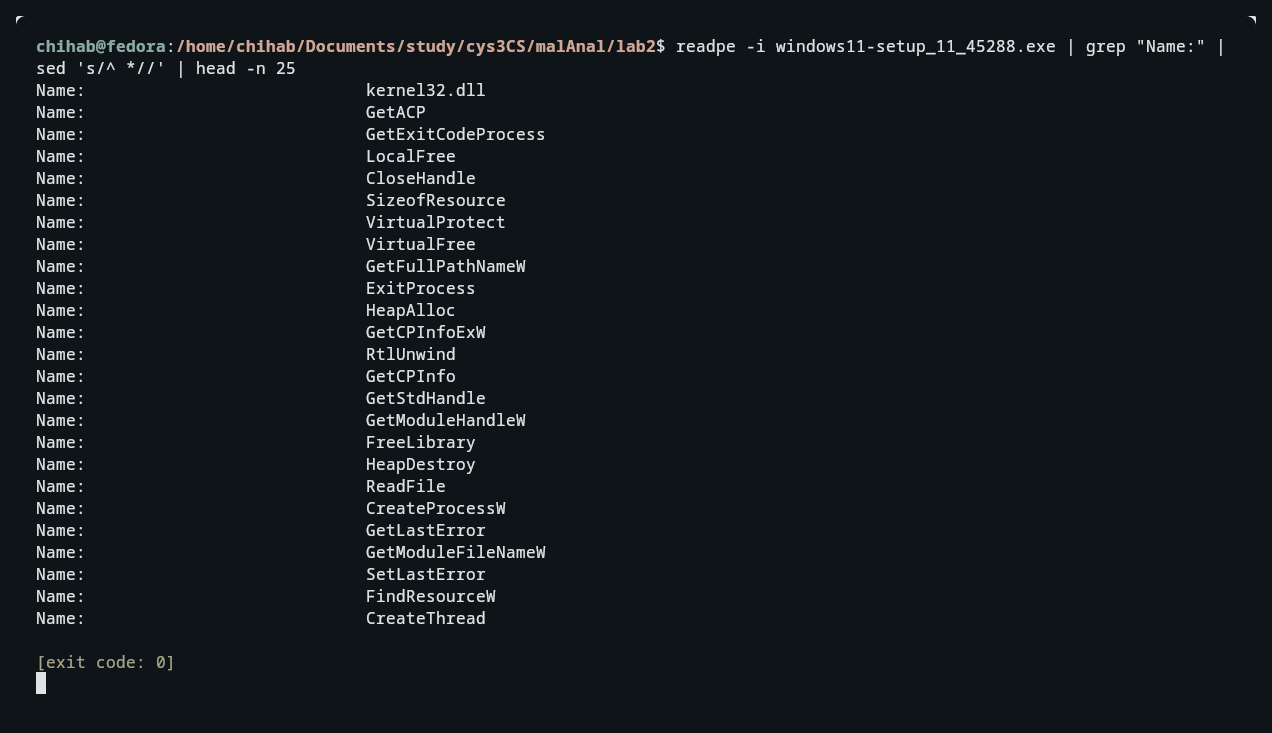 chihab@fedora:/home/chihab/Documents/study/cys3CS/malAnal/lab2$ readpe -i windows11-setup_11_45288.exe | grep "Name:" |
sed 's/^ *//' | head -n 25
Name:                            kernel32.dll
Name:                            GetACP
Name:                            GetExitCodeProcess
Name:                            LocalFree
Name:                            CloseHandle
Name:                            SizeofResource
Name:                            VirtualProtect
Name:                            VirtualFree
Name:                            GetFullPathNameW
Name:                            ExitProcess
Name:                            HeapAlloc
Name:                            GetCPInfoExW
Name:                            RtlUnwind
Name:                            GetCPInfo
Name:                            GetStdHandle
Name:                            GetModuleHandleW
Name:                            FreeLibrary
Name:                            HeapDestroy
Name:                            ReadFile
Name:                            CreateProcessW
Name:                            GetLastError
Name:                            GetModuleFileNameW
Name:                            SetLastError
Name:                            FindResourceW
Name:                            CreateThread
[exit code: 0]